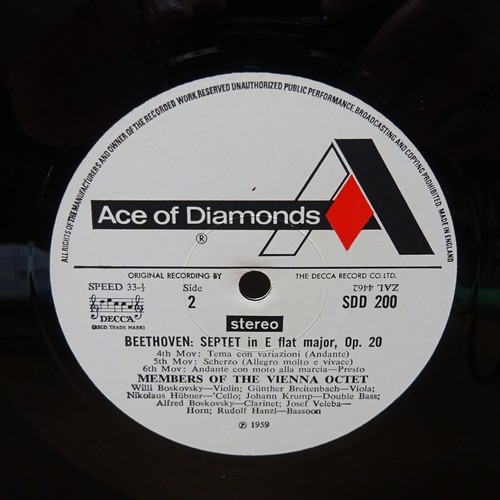 ALL RIGHTS OF THE MANUFACTURERS AND OWNER OF THE RECORDED WORK RESERVED UNAUTHORIZED PUBLIC PERFORMANCE, BROADCASTING AND COPYING PROHIBITED. MADE IN ENGLAND
Ace of Diamonds
®
ORIGINAL RECORDING BY THE DECCA RECORD CO. LTD.
SPEED 33-⅓ Side ZAL 4462
DECCA 2 SDD 200
(REGD. TRADE MARK)
stereo
BEETHOVEN: SEPTET in E flat major, Op. 20
4th Mov: Tema con variazioni (Andante)
5th Mov: Scherzo (Allegro molto e vivace)
6th Mov: Andante con moto alla marcia—Presto
MEMBERS OF THE VIENNA OCTET
Willi Boskovsky—Violin; Günther Breitenbach—Viola;
Nikolaus Hübner—'Cello; Johann Krump—Double Bass;
Alfred Boskovsky—Clarinet; Josef Veleba—
Horn; Rudolf Hanzl—Bassoon
℗ 1959